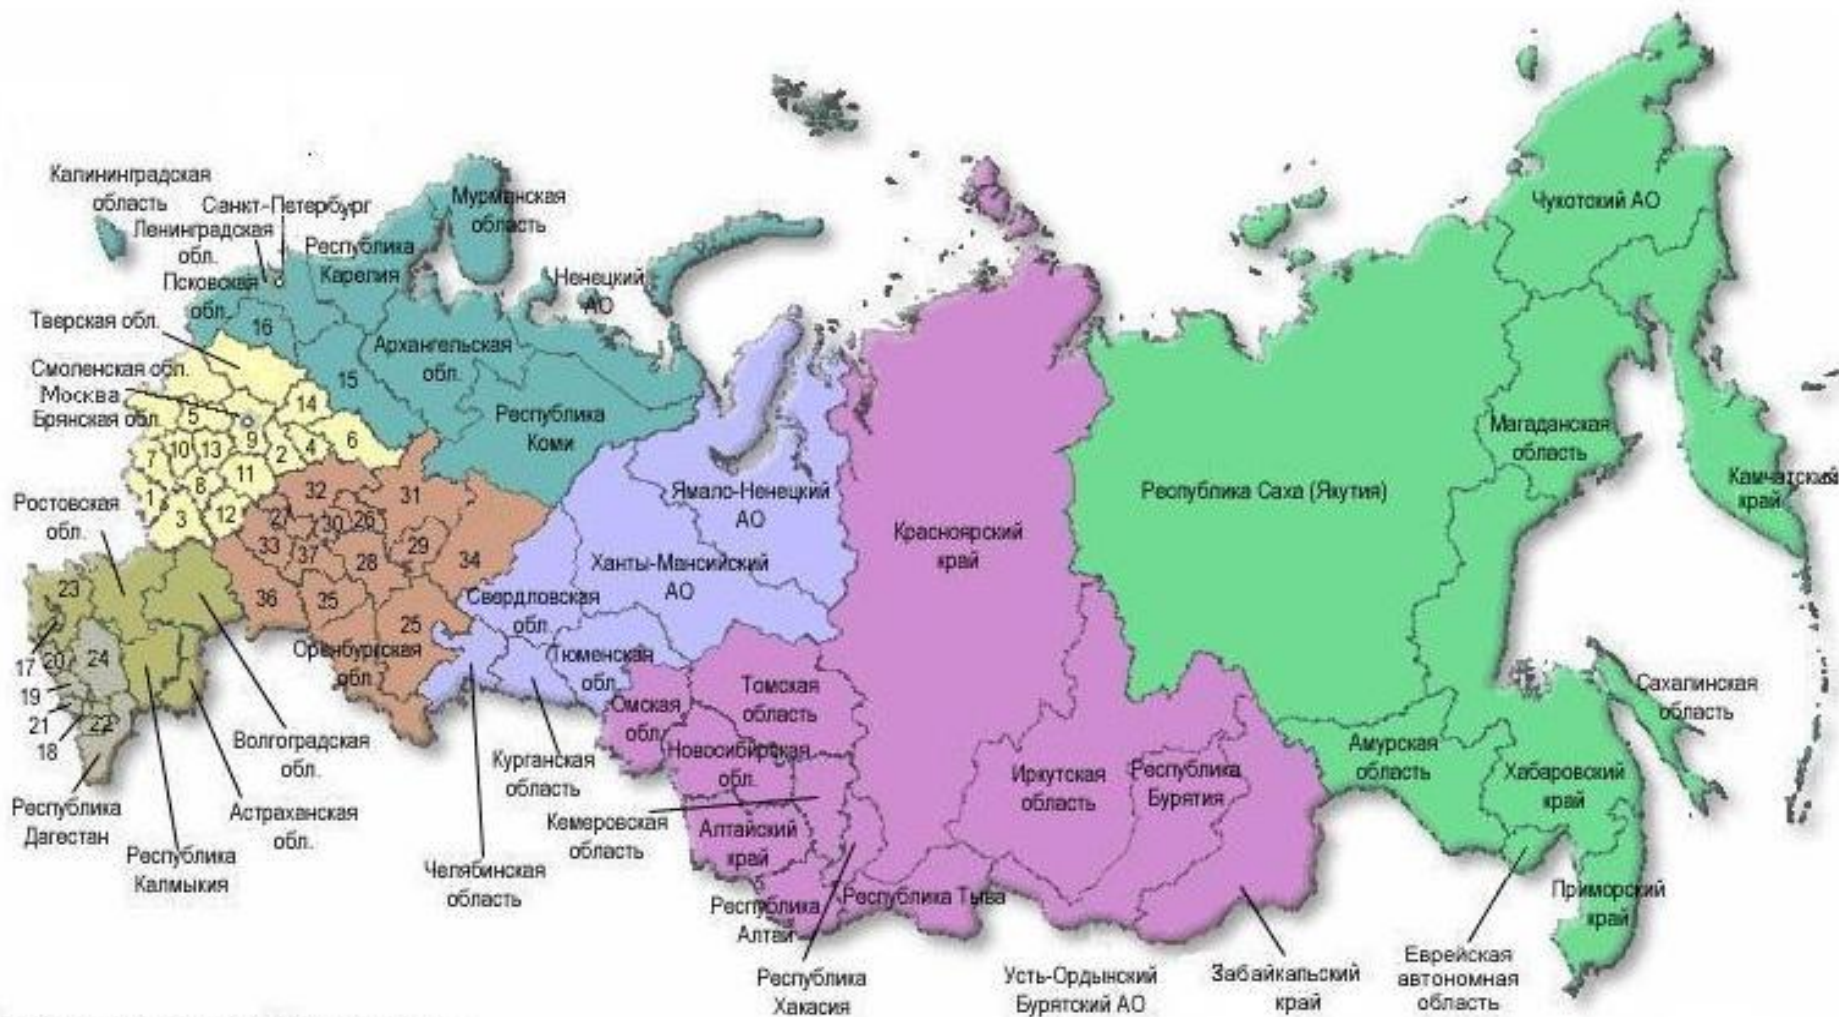 Калининградская
область
Санкт-Петербург
Ленинградская
обл.
Мурманская
область
Республика
Карелия
Псковская
обл.
Ненецкий
АО
Чукотский АО
Тверская обл.
16
Архангельская
обл.
15
Смоленская обл.
Москва
Брянская обл.
5
14
Республика
Коми
Магаданская
область
7
10
13
9
2
4
6
11
1
8
3
12
Ростовская
обл.
32
31
27
30
26
33
37
28
29
34
Ямало-Ненецкий
АО
Красноярский
край
Республика Саха (Якутия)
Камчатский
край
Ханты-Мансийский
АО
23
36
35
25
Свердловская
обл.
Оренбургская
обл.
Тюменская
обл.
17
20
24
19
21
18
22
Омская
обл.
Томская
область
Сахалинская
область
Волгоградская
обл.
Курганская
область
Новосибирская
обл.
Иркутская
область
Республика
Бурятия
Амурская
область
Хабаровский
край
Республика
Дагестан
Астраханская
обл.
Республика
Калмыкия
Челябинская
область
Кемеровская
область
Алтайский
край
Республика
Алтай
Республика Тыва
Приморский
край
Республика
Хакасия
Усть-Ордынский
Бурятский АО
Забайкальский
край
Еврейская
автономная
область